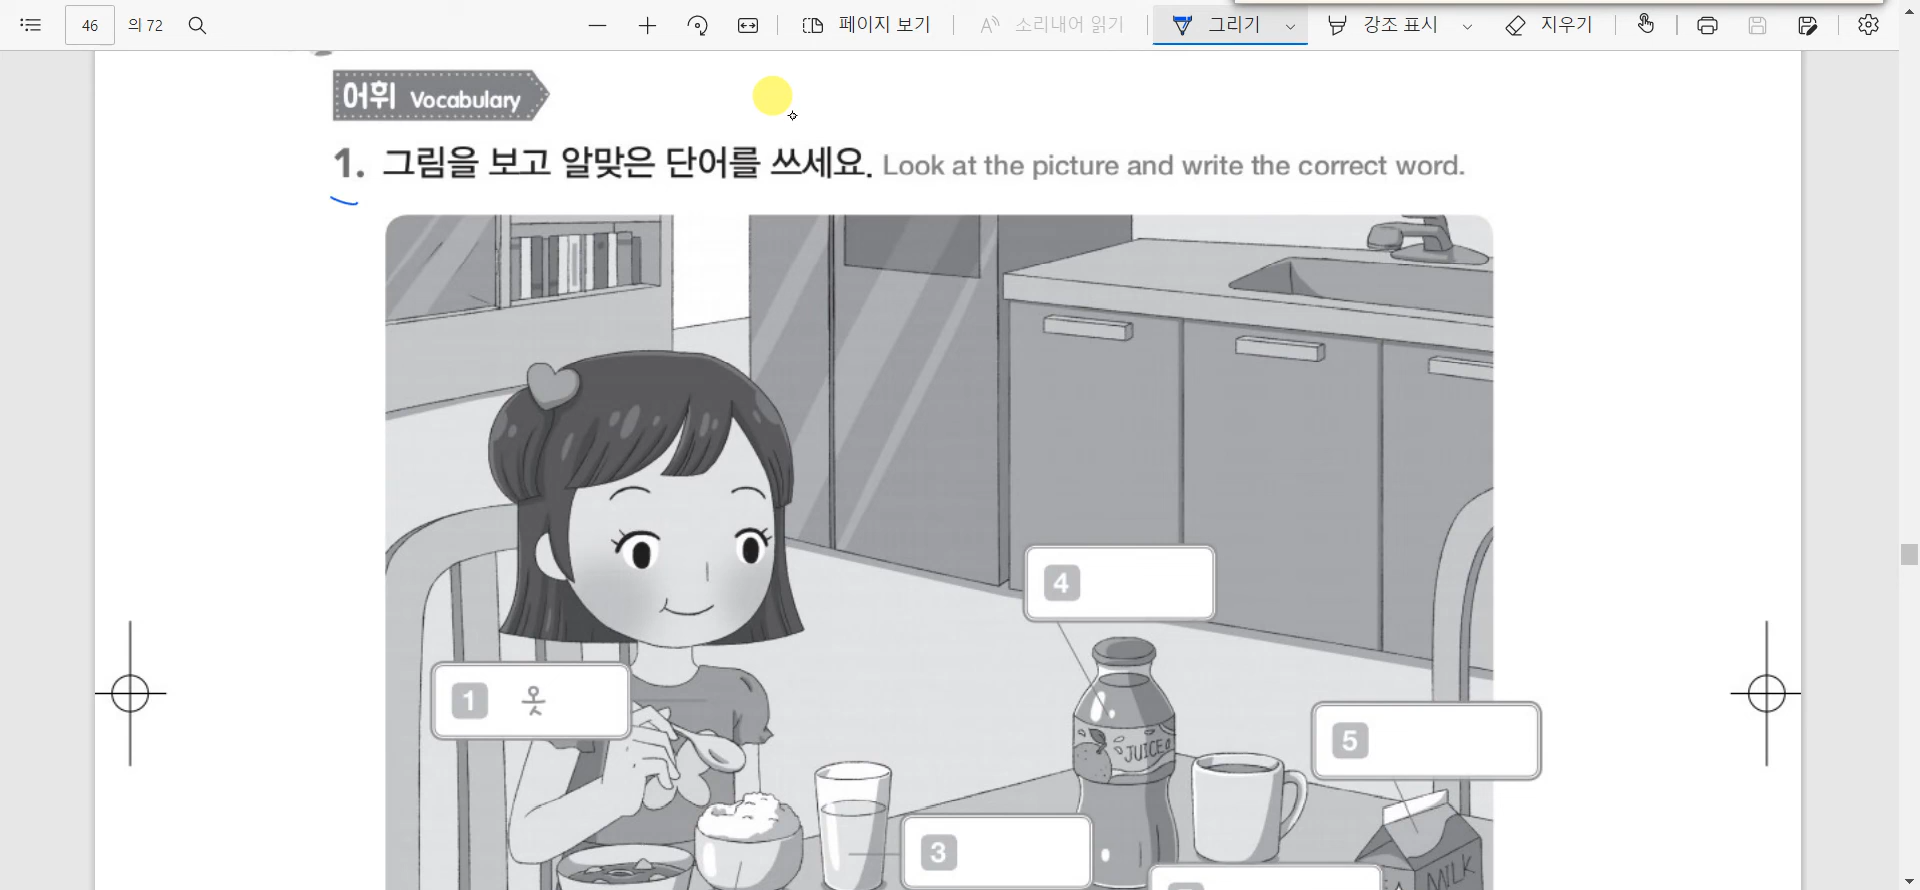 46 의 72 페이지 보기 소리내어 읽기 그리기 강조 표시 지우기
어휘 Vocabulary
1. 그림을 보고 알맞은 단어를 쓰세요. Look at the picture and write the correct word.
4
1 옷
5
JUICE
3
MILK